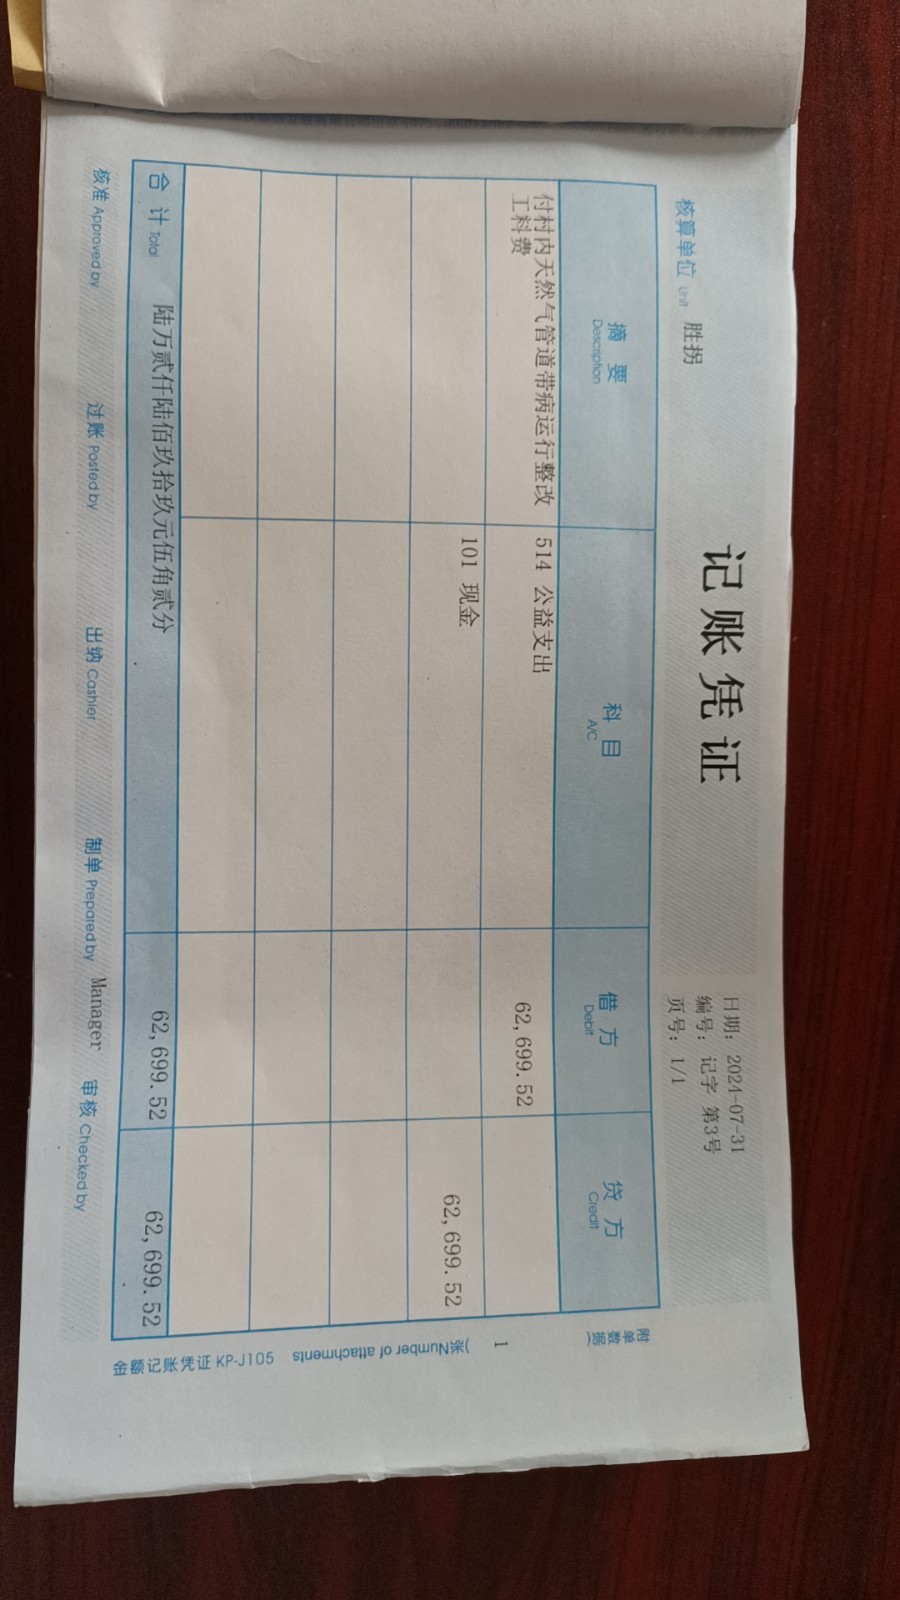 记账凭证
日期: 2024-07-31
编号: 记字 第3号
页号: 1/1
核算单位 Unit 胜拐
摘要 Description 科目 A/C 借方 Debit 贷方 Credit
付村内天然气管道带病运行整改 514 公益支出 62,699.52
工料费
101 现金 62,699.52
合计 Total 陆万贰仟陆佰玖拾玖元伍角贰分 62,699.52 62,699.52
附单数据( 1 )张 Number of attachments
金额记账凭证 KP-J105
核准 Approved by 过账 Posted by 出纳 Cashier 制单 Prepared by Manager 审核 Checked by